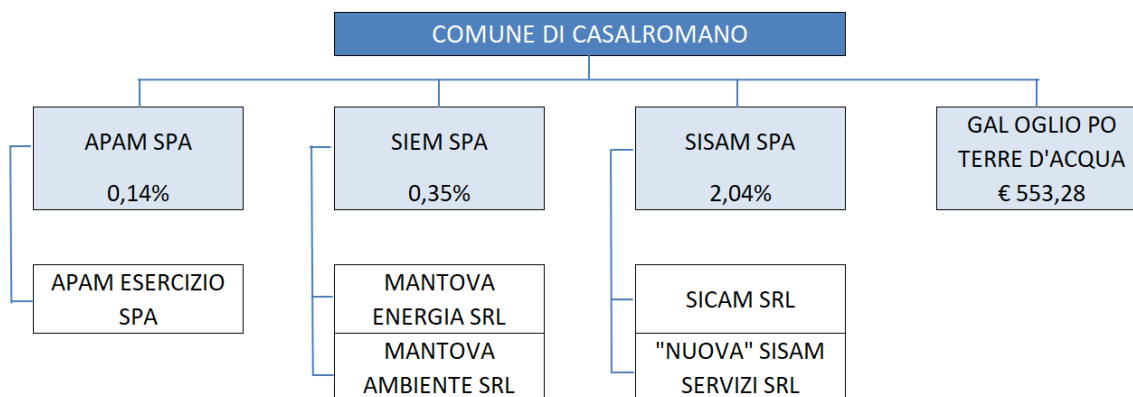 COMUNE DI CASALROMANO
APAM SPA
0,14%
SIEM SPA
0,35%
SISAM SPA
2,04%
GAL OGLIO PO
TERRE D'ACQUA
€ 553,28
APAM ESERCIZIO
SPA
MANTOVA
ENERGIA SRL
MANTOVA
AMBIENTE SRL
SICAM SRL
"NUOVA" SISAM
SERVIZI SRL